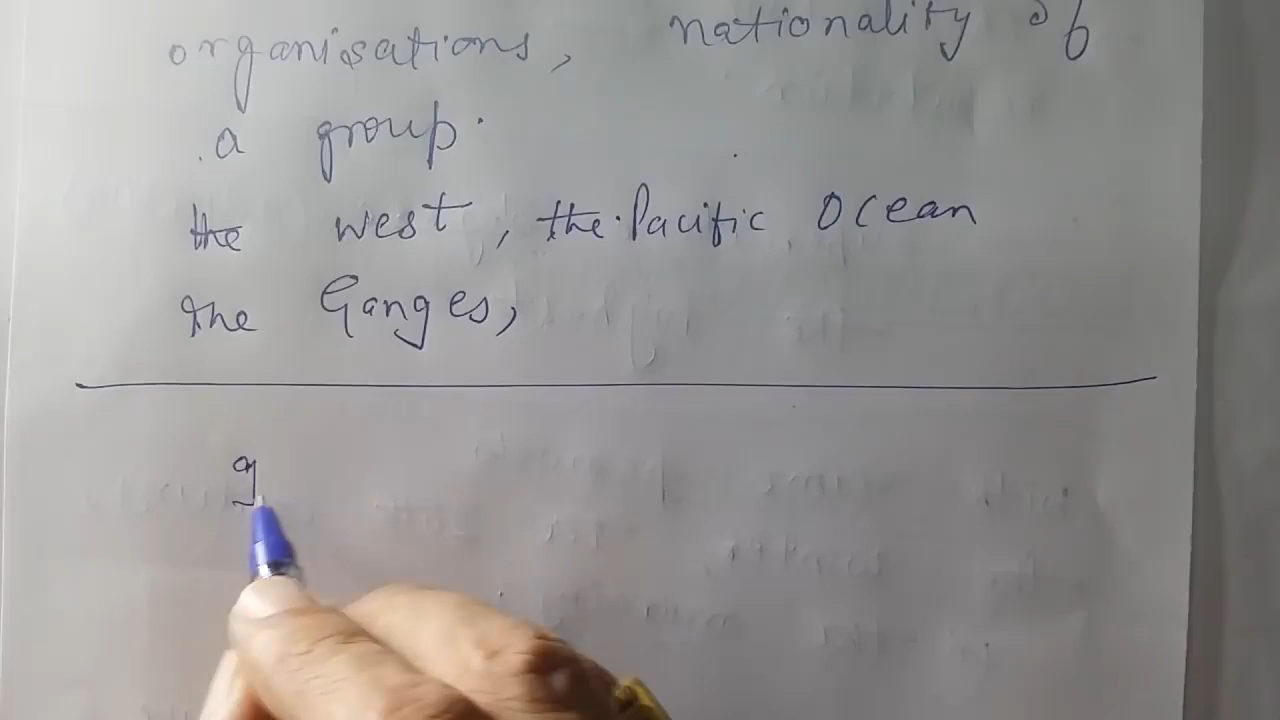 organisations, nationality of
a group.
the west, the Pacific Ocean
the Ganges,
g